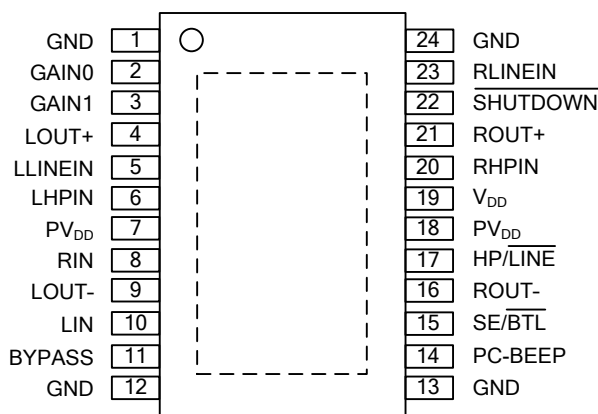 GND 1 24 GND
GAIN0 2 23 RLINEIN
GAIN1 3 22 SHUTDOWN
LOUT+ 4 21 ROUT+
LLINEIN 5 20 RHPIN
LHPIN 6 19 VDD
PVDD 7 18 PVDD
RIN 8 17 HP/LINE
LOUT- 9 16 ROUT-
LIN 10 15 SE/BTL
BYPASS 11 14 PC-BEEP
GND 12 13 GND